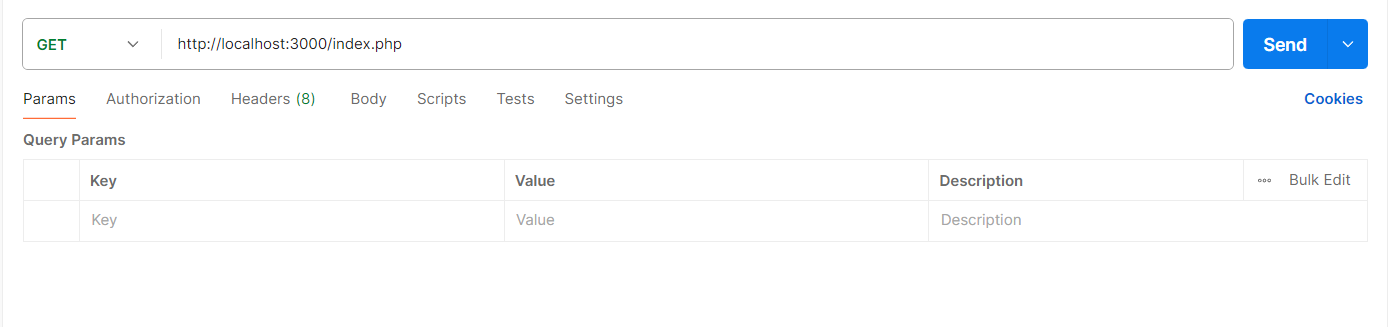 GET http://localhost:3000/index.php Send
Params Authorization Headers (8) Body Scripts Tests Settings Cookies
Query Params
Key Value Description Bulk Edit
Key Value Description